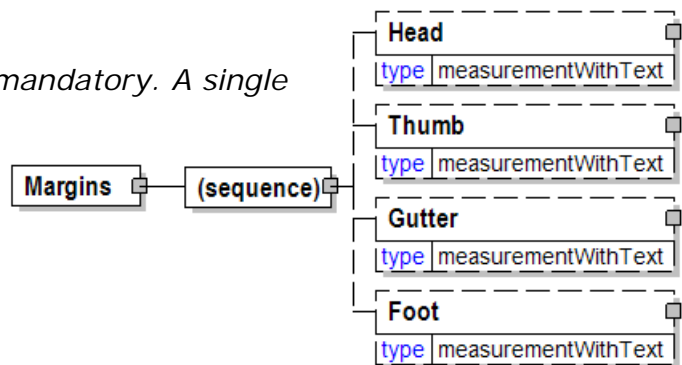 Head
type measurementWithText
mandatory. A single
Thumb
type measurementWithText
Margins
(sequence)
Gutter
type measurementWithText
Foot
type measurementWithText